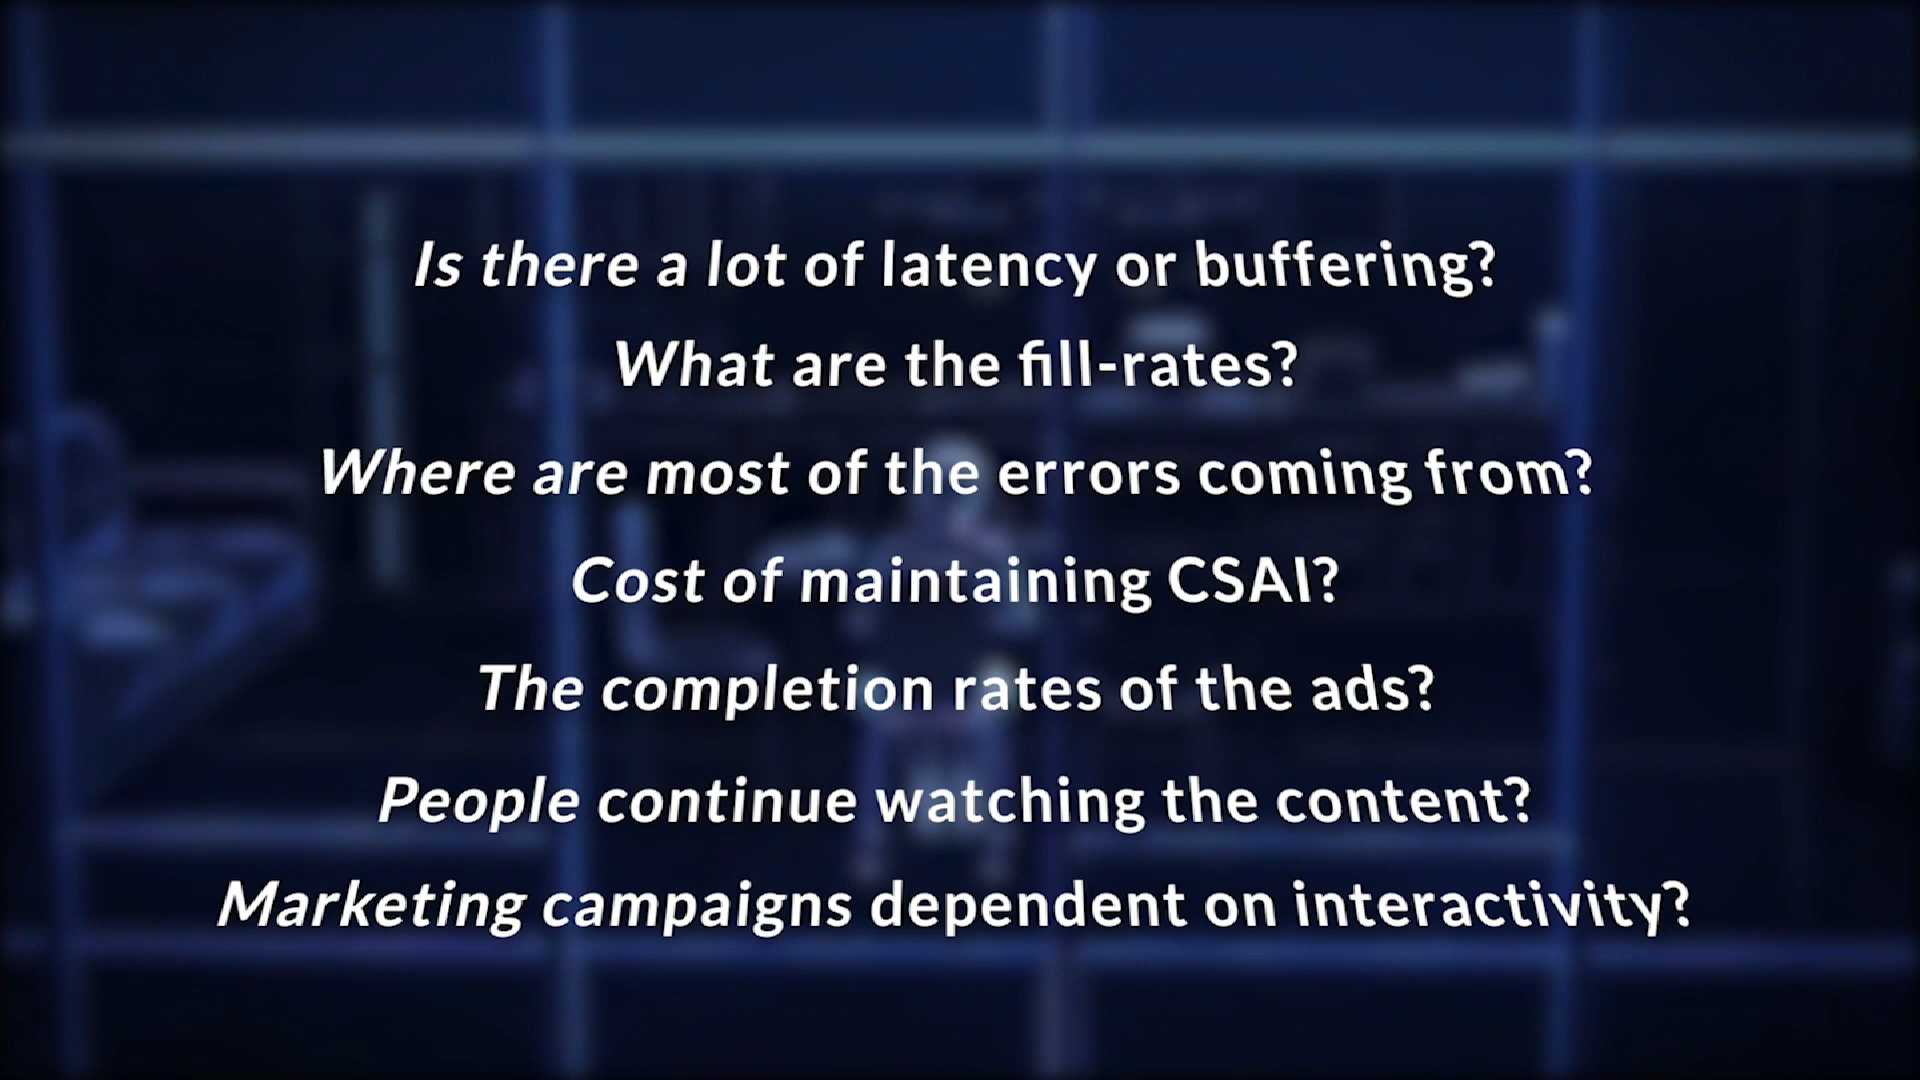 Is there a lot of latency or buffering?
What are the fill-rates?
Where are most of the errors coming from?
Cost of maintaining CSAI?
The completion rates of the ads?
People continue watching the content?
Marketing campaigns dependent on interactivity?